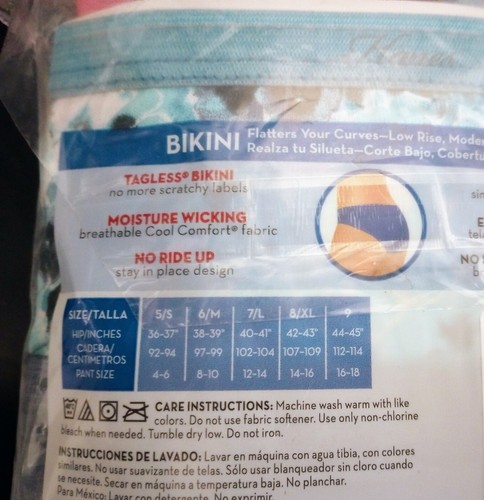 Hanes
BIKINI Flatters Your Curves—Low Rise, Moder
Realza tu Silueta—Corte Bajo, Cobertu
TAGLESS® BIKINI
no more scratchy labels
MOISTURE WICKING
breathable Cool Comfort® fabric
NO RIDE UP
stay in place design
SIZE/TALLA 5/S 6/M 7/L 8/XL 9
HIP/INCHES 36-37" 38-39" 40-41" 42-43" 44-45"
CADERA/
CENTIMETROS 92-94 97-99 102-104 107-109 112-114
PANT SIZE 4-6 8-10 12-14 14-16 16-18
CARE INSTRUCTIONS: Machine wash warm with like
colors. Do not use fabric softener. Use only non-chlorine
bleach when needed. Tumble dry low. Do not iron.
INSTRUCCIONES DE LAVADO: Lavar en máquina con agua tibia, con colores
similares. No usar suavizante de telas. Sólo usar blanqueador sin cloro cuando
se necesite. Secar en máquina a temperatura baja. No planchar.
Para México: Lavar con detergente. No exprimir.